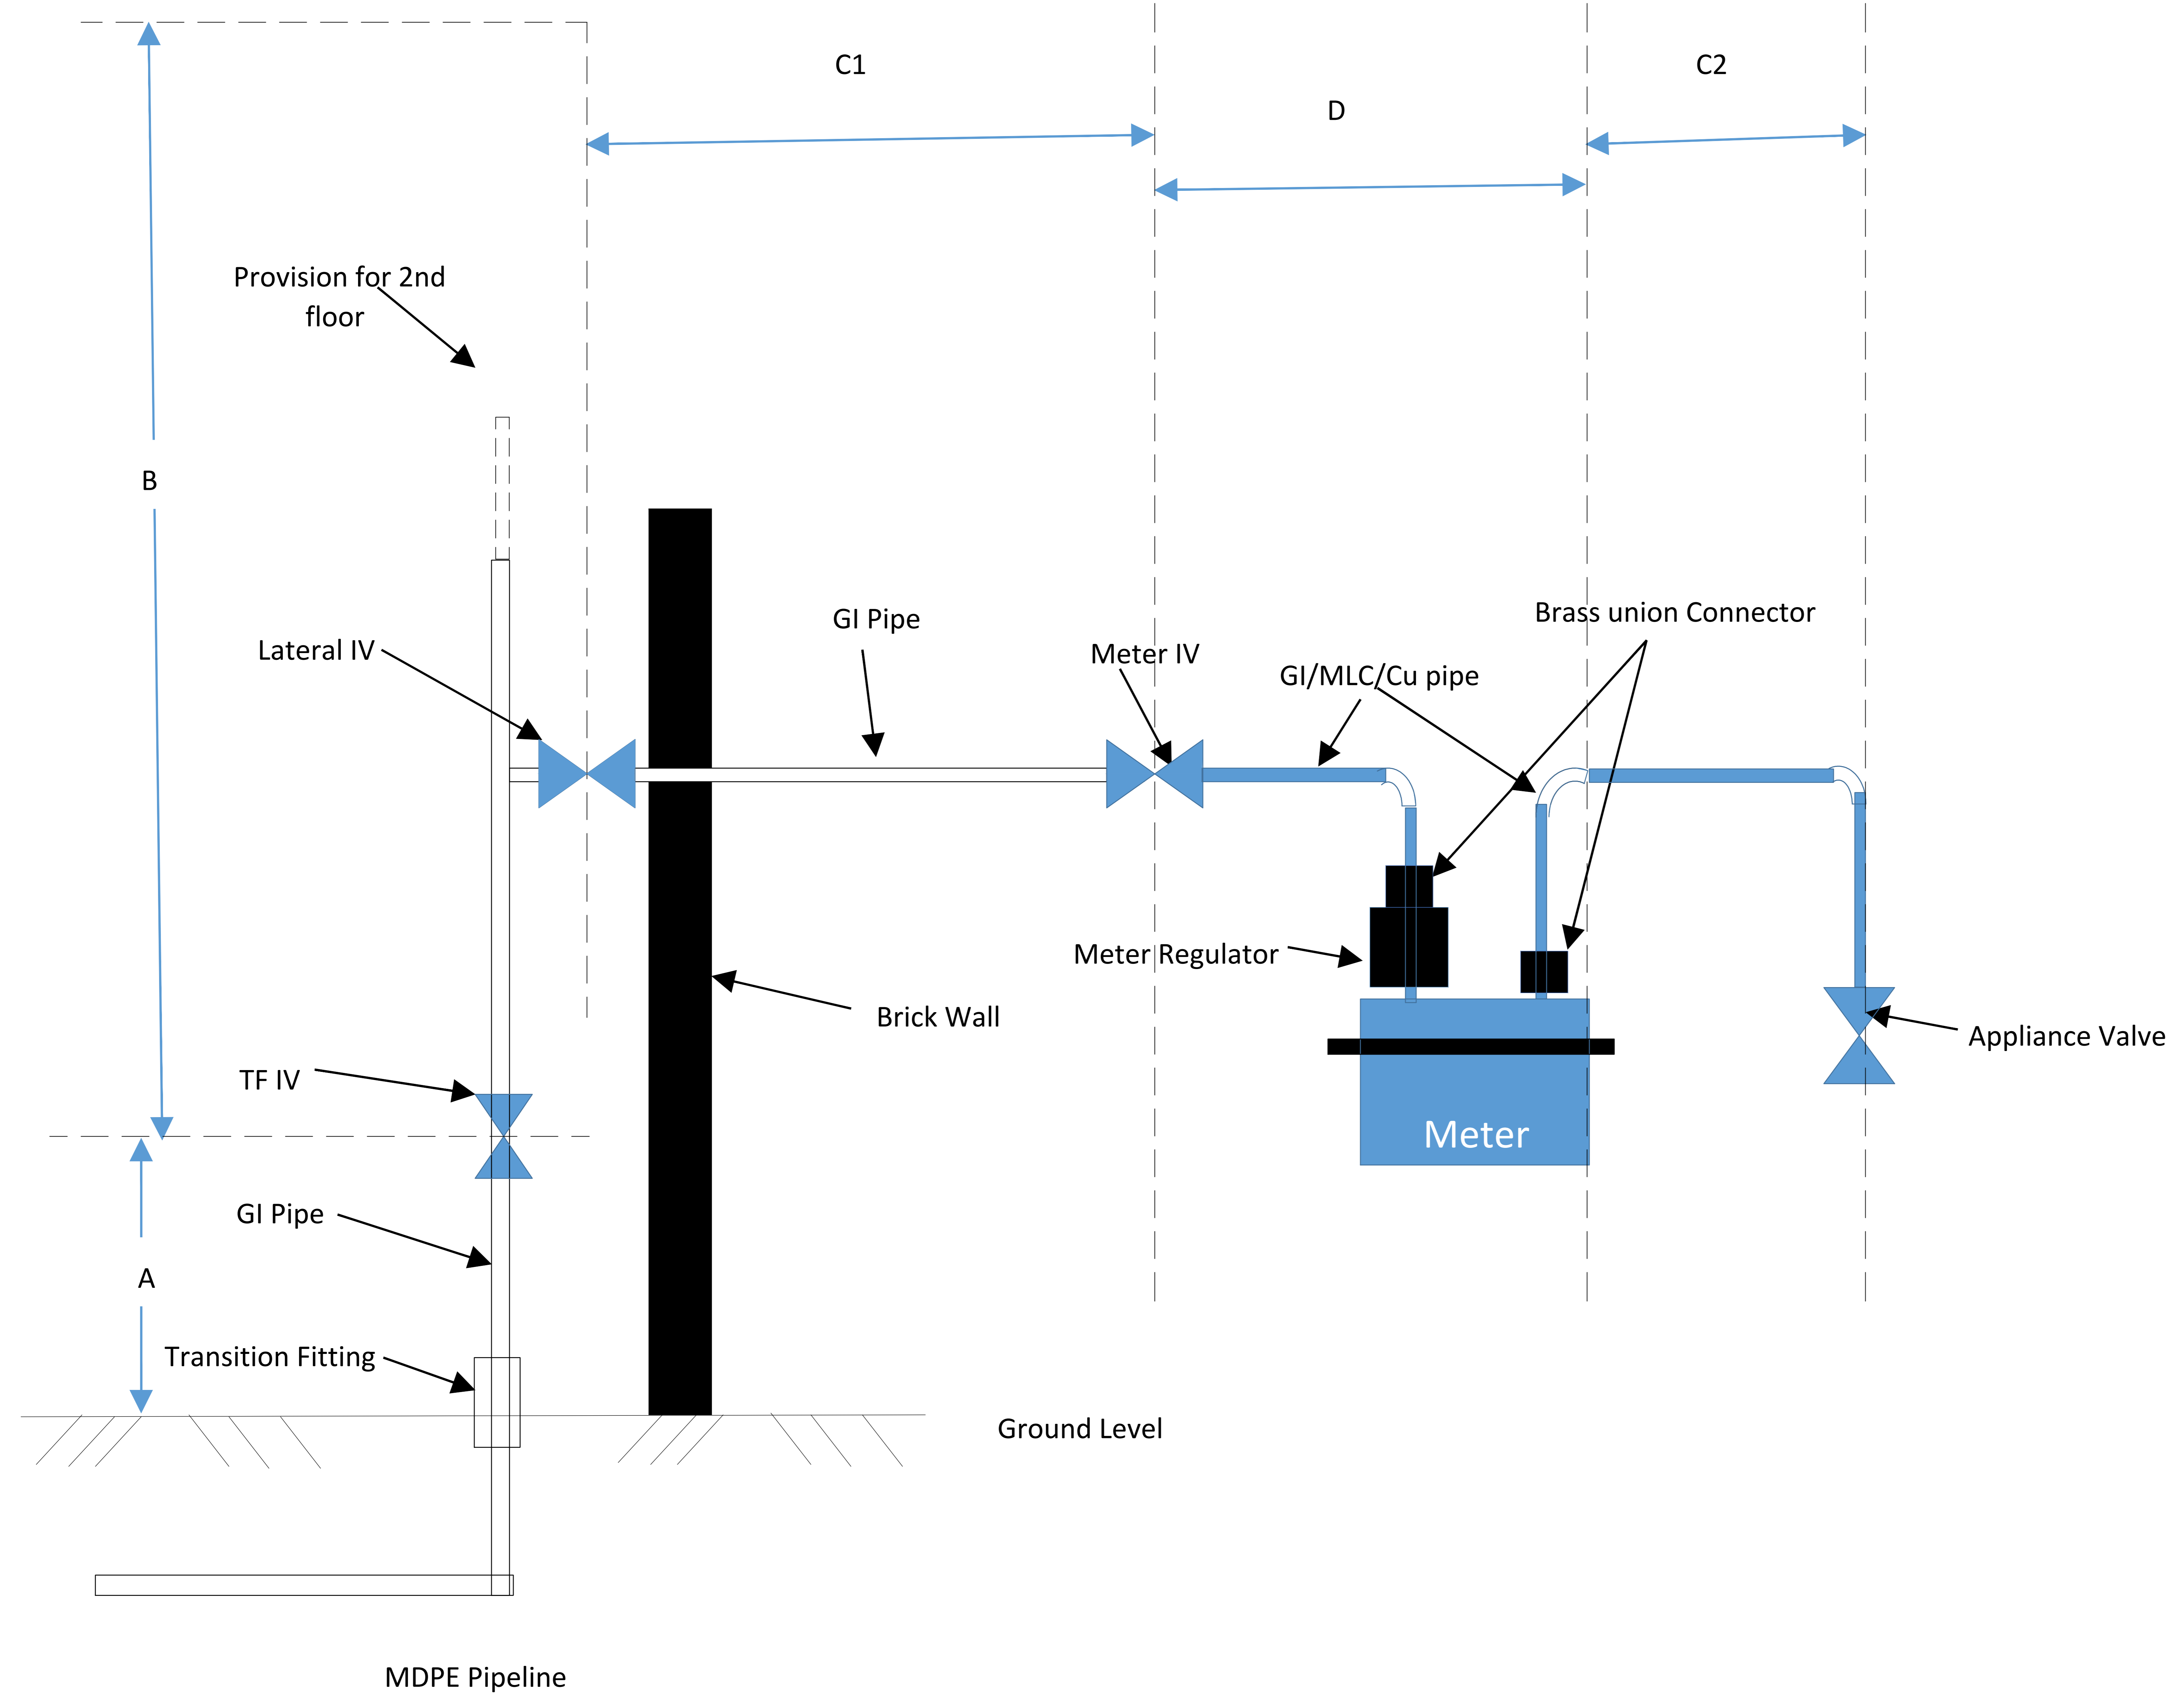 C1
C2
D
Provision for 2nd
floor
B
Lateral IV
GI Pipe
Meter IV
GI/MLC/Cu pipe
Brass union Connector
Meter Regulator
Brick Wall
Appliance Valve
TF IV
Meter
GI Pipe
A
Transition Fitting
Ground Level
MDPE Pipeline